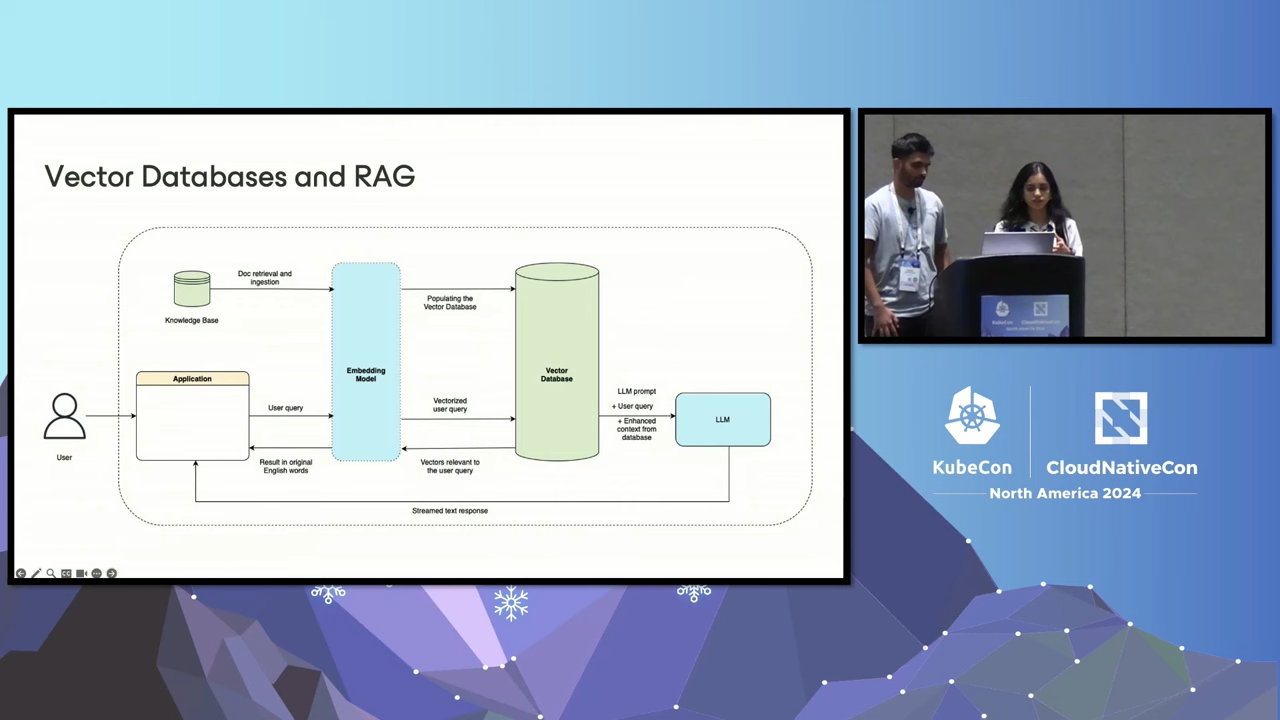 Vector Databases and RAG
Doc retrieval and
ingestion
Knowledge Base
Populating the
Vector Database
Application
Embedding
Model
Vector
Database
User
User query
Vectorized
user query
LLM prompt
+ User query
+ Enhanced
context from
database
LLM
Result in original
English words
Vectors relevant to
the user query
Streamed text response
KubeCon
CloudNativeCon
North America 2024
KubeCon
CloudNativeCon